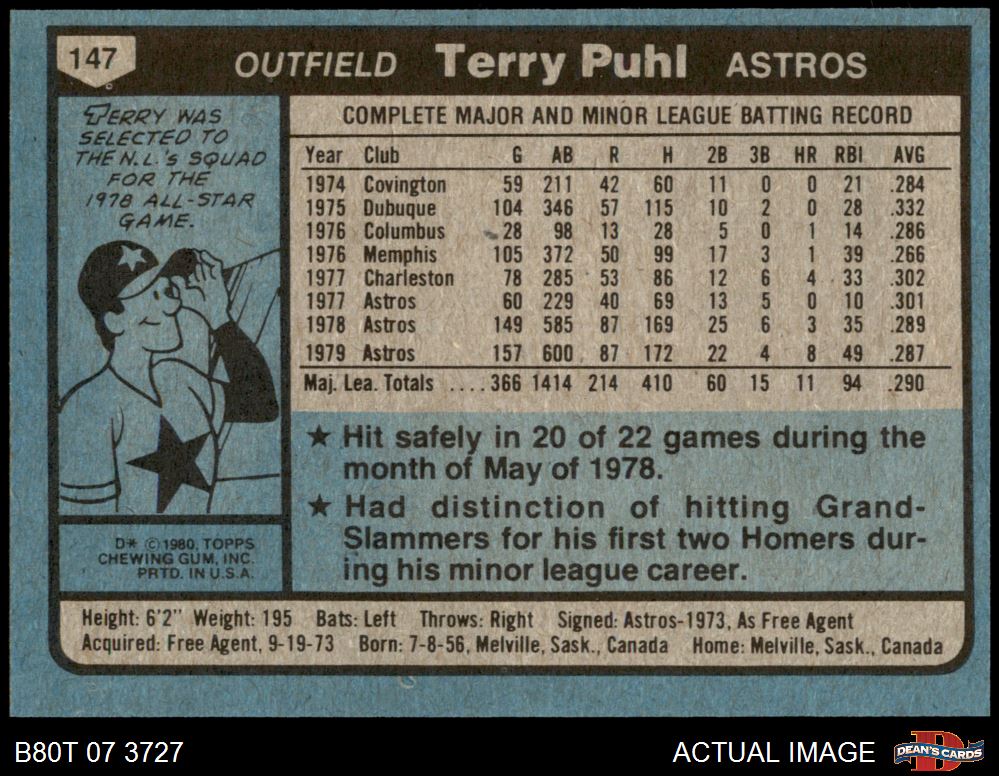 147 OUTFIELD Terry Puhl ASTROS
TERRY WAS
SELECTED TO
THE N.L.'s SQUAD
FOR THE
1978 ALL-STAR
GAME.
D* © 1980, TOPPS
CHEWING GUM, INC.
PRTD. IN U.S.A.
COMPLETE MAJOR AND MINOR LEAGUE BATTING RECORD
Year Club G AB R H 2B 3B HR RBI AVG
1974 Covington 59 211 42 60 11 0 0 21 .284
1975 Dubuque 104 346 57 115 10 2 0 28 .332
1976 Columbus 28 98 13 28 5 0 1 14 .286
1976 Memphis 105 372 50 99 17 3 1 39 .266
1977 Charleston 78 285 53 86 12 6 4 33 .302
1977 Astros 60 229 40 69 13 5 0 10 .301
1978 Astros 149 585 87 169 25 6 3 35 .289
1979 Astros 157 600 87 172 22 4 8 49 .287
Maj. Lea. Totals ....366 1414 214 410 60 15 11 94 .290
★ Hit safely in 20 of 22 games during the
month of May of 1978.
★ Had distinction of hitting Grand-
Slammers for his first two Homers dur-
ing his minor league career.
Height: 6'2" Weight: 195 Bats: Left Throws: Right Signed: Astros-1973, As Free Agent
Acquired: Free Agent, 9-19-73 Born: 7-8-56, Melville, Sask., Canada Home: Melville, Sask., Canada
B80T 07 3727 ACTUAL IMAGE DEAN'S CARDS